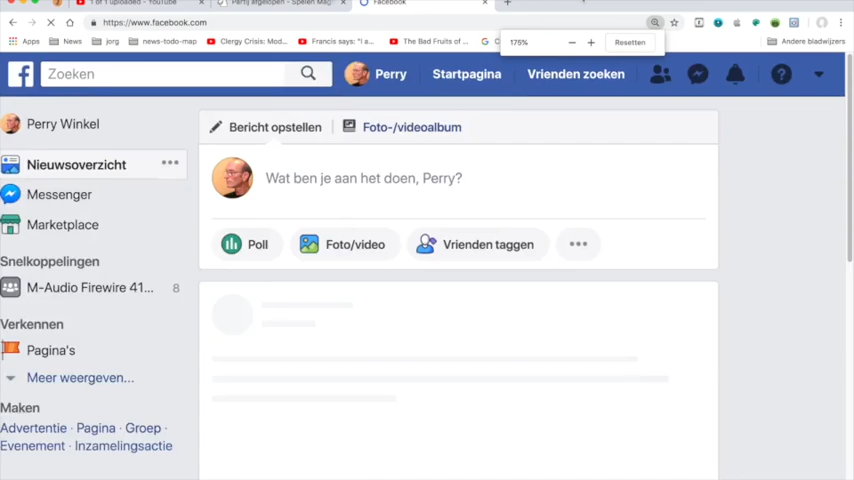 1 of 1 uploaded - YouTube
Partij afgelopen - Spelen Mag
Facebook
https://www.facebook.com
Apps
News
jorg
news-todo-map
Clergy Crisis: Mod...
Francis says: "I a...
The Bad Fruits of ...
Andere bladwijzers
175%
Resetten
Zoeken
Perry
Startpagina
Vrienden zoeken
Perry Winkel
Nieuwsoverzicht
Messenger
Marketplace
Snelkoppelingen
M-Audio Firewire 41... 8
Verkennen
Pagina's
Meer weergeven...
Maken
Advertentie · Pagina · Groep ·
Evenement · Inzamelingsactie
Bericht opstellen
Foto-/videoalbum
Wat ben je aan het doen, Perry?
Poll
Foto/video
Vrienden taggen